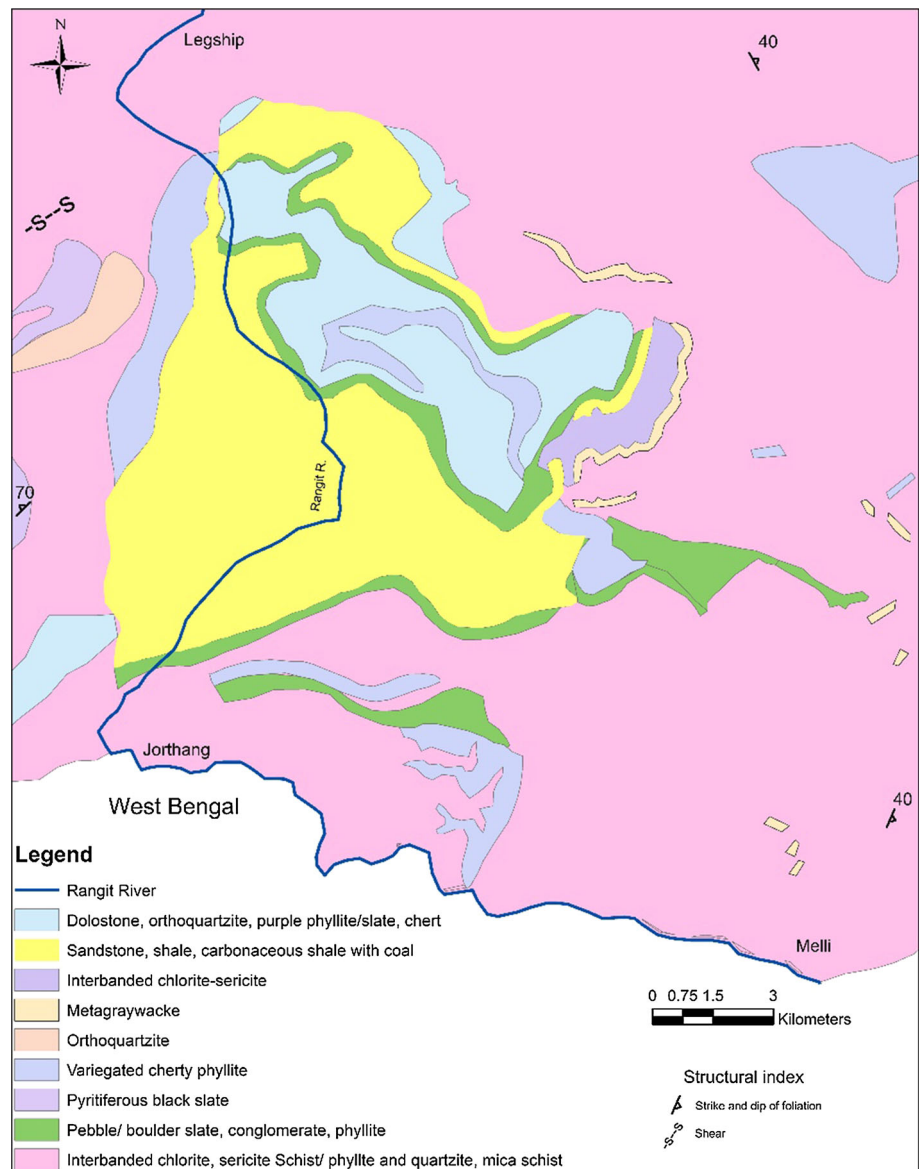 N
Legship
40
-S--S
Rangit R.
70
Jorthang
West Bengal
40
Melli
Legend
Rangit River
Dolostone, orthoquartzite, purple phyllite/slate, chert
Sandstone, shale, carbonaceous shale with coal
Interbanded chlorite-sericite
Metagraywacke
Orthoquartzite
Variegated cherty phyllite
Pyritiferous black slate
Pebble/ boulder slate, conglomerate, phyllite
Interbanded chlorite, sericite Schist/ phyllte and quartzite, mica schist
0 0.75 1.5 3
Kilometers
Structural index
Strike and dip of foliation
-S--S Shear